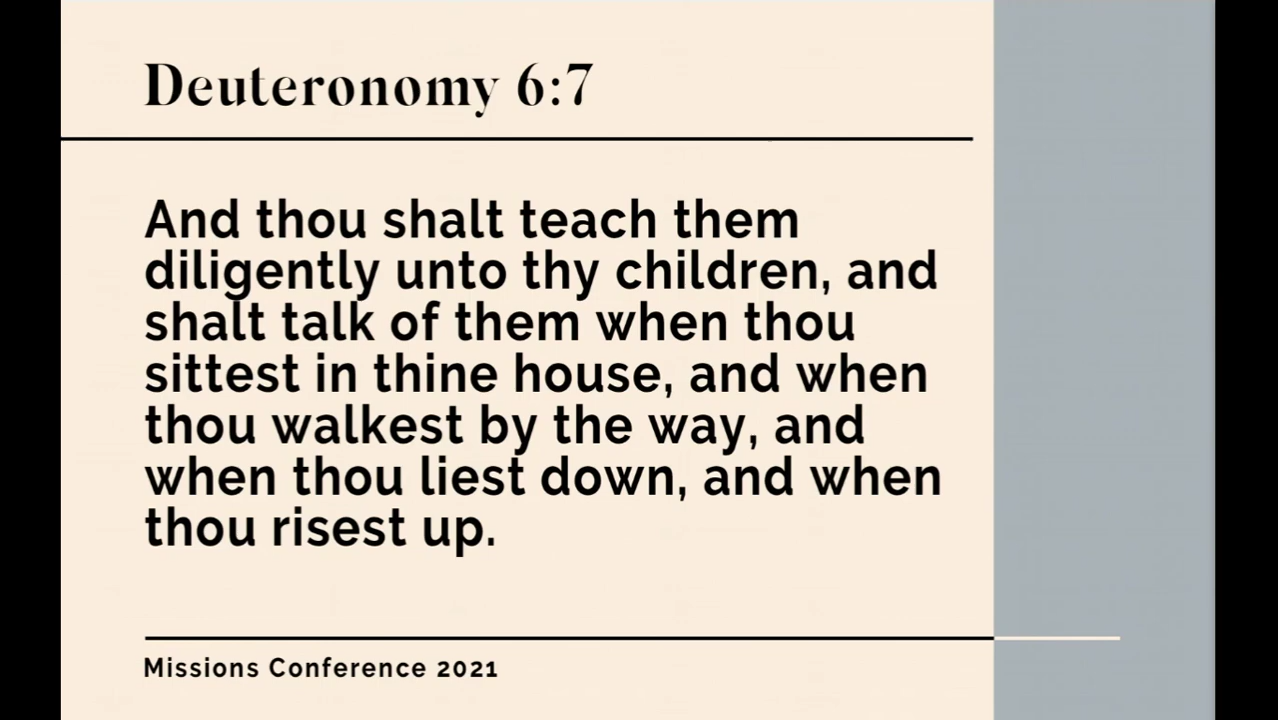 Deuteronomy 6:7
And thou shalt teach them
diligently unto thy children, and
shalt talk of them when thou
sittest in thine house, and when
thou walkest by the way, and
when thou liest down, and when
thou risest up.
Missions Conference 2021